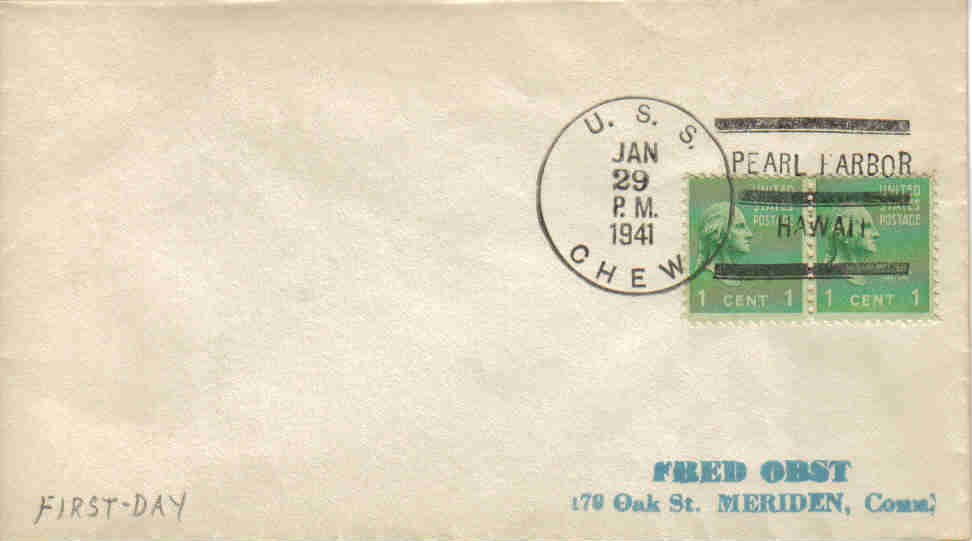 U. S. S.
JAN
29
P. M.
1941
CHEW
PEARL HARBOR
HAWAII
UNITED
STATES
POSTAGE
1 CENT 1
UNITED
STATES
POSTAGE
1 CENT 1
FRED OBST
179 Oak St. MERIDEN, Conn.
FIRST-DAY